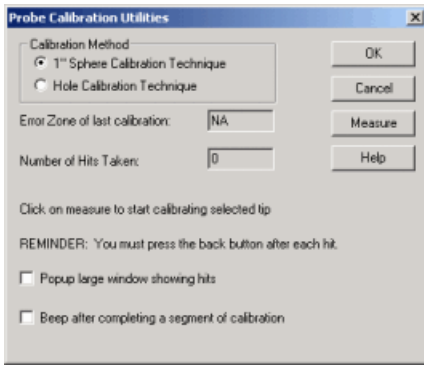 Probe Calibration Utilities
Calibration Method
1" Sphere Calibration Technique
Hole Calibration Technique
OK
Cancel
Error Zone of last calibration: NA
Measure
Number of Hits Taken: 0
Help
Click on measure to start calibrating selected tip
REMINDER: You must press the back button after each hit.
Popup large window showing hits
Beep after completing a segment of calibration